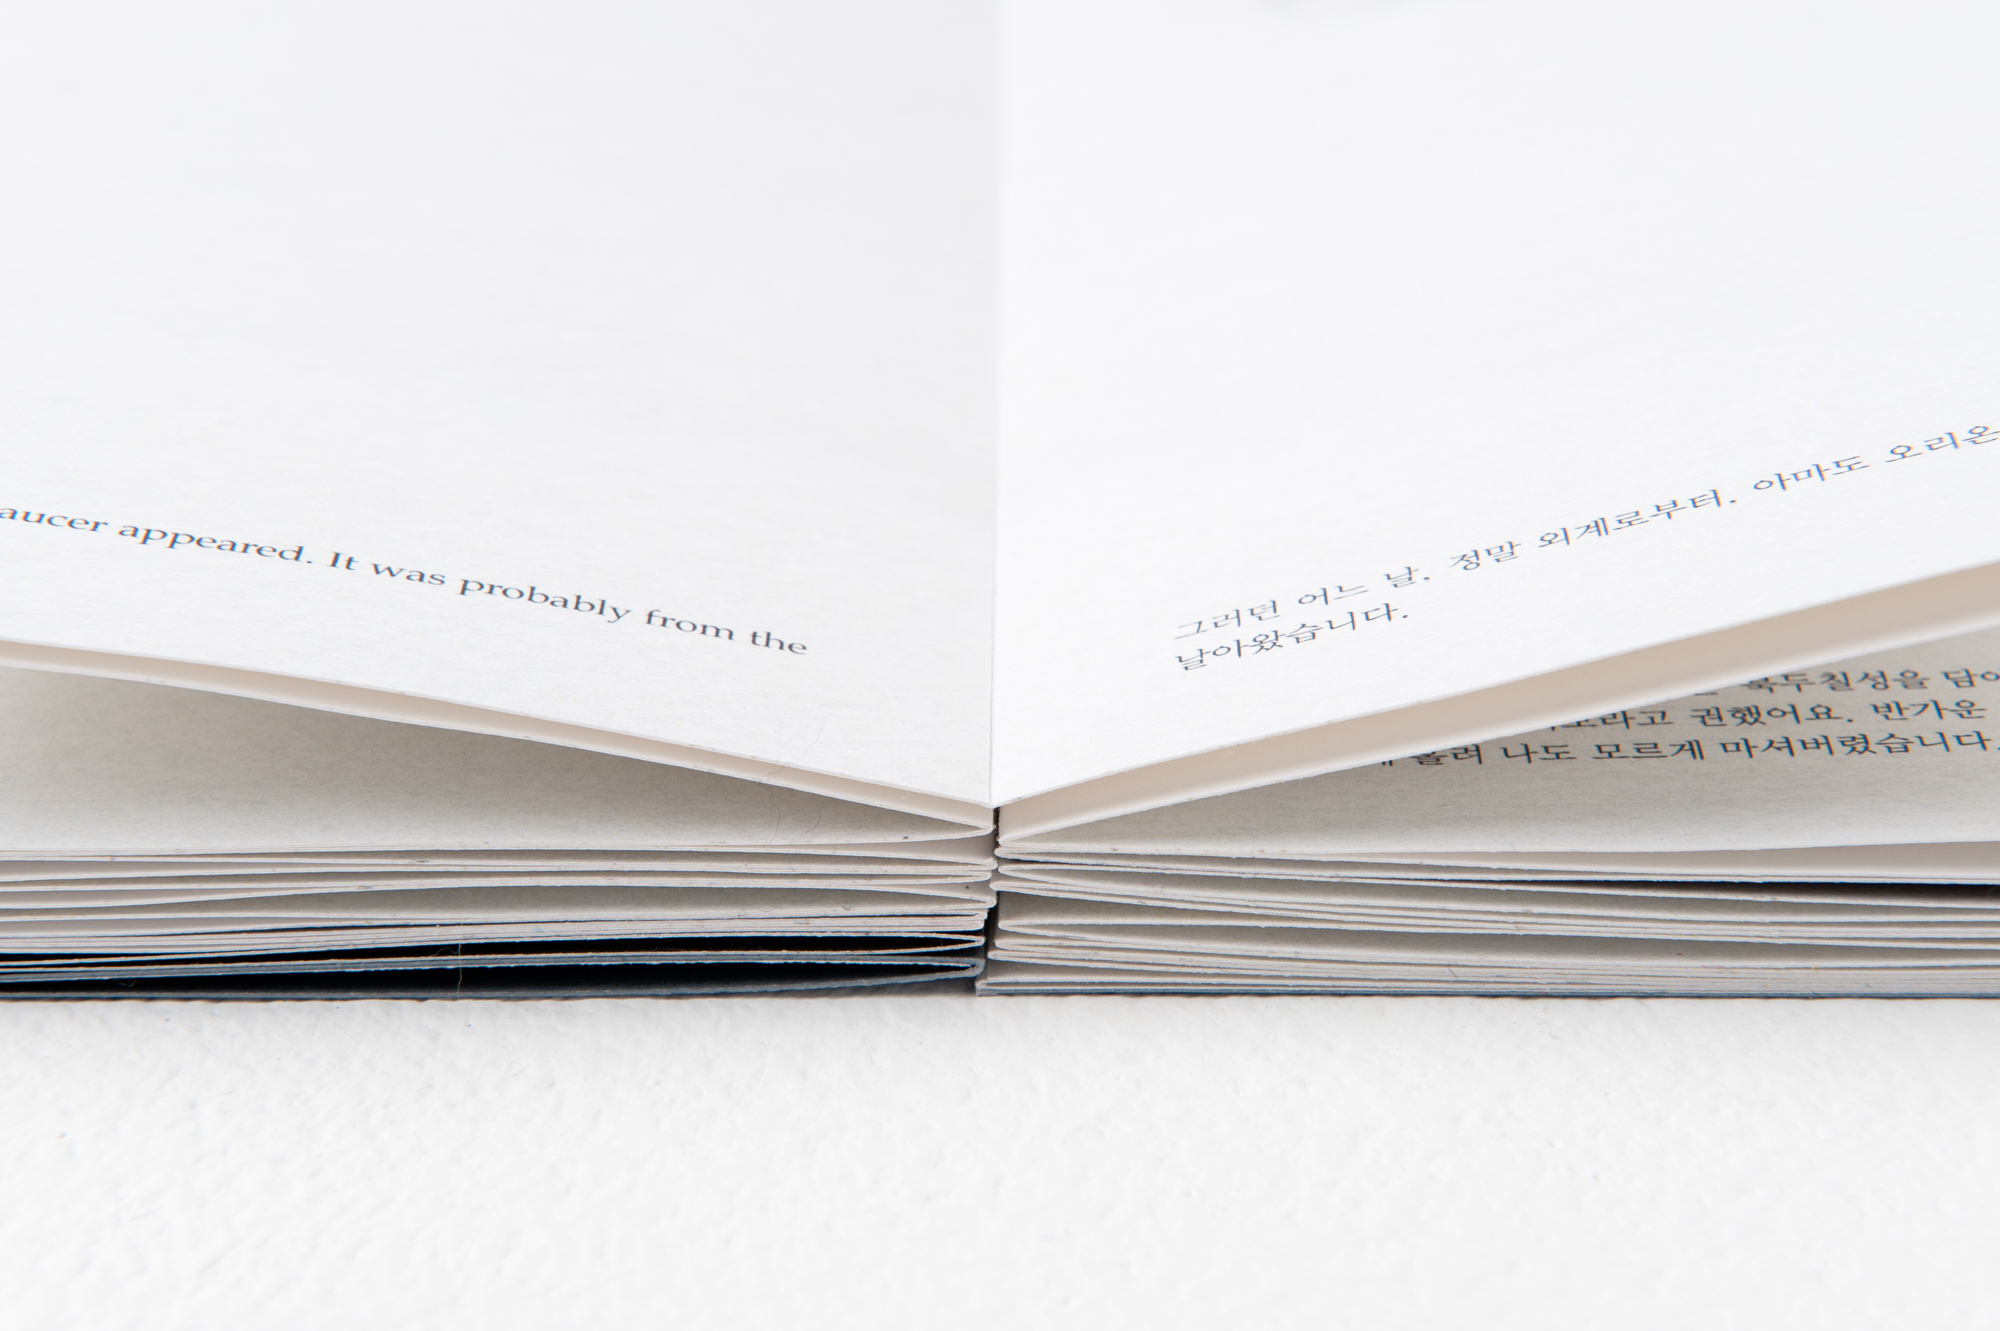 aucer appeared. It was probably from the
그러던 어느 날, 정말 외계로부터, 아마도 오리온
날아왔습니다.
북두칠성을 담아
라고 권했어요. 반가운
올려 나도 모르게 마셔버렸습니다.